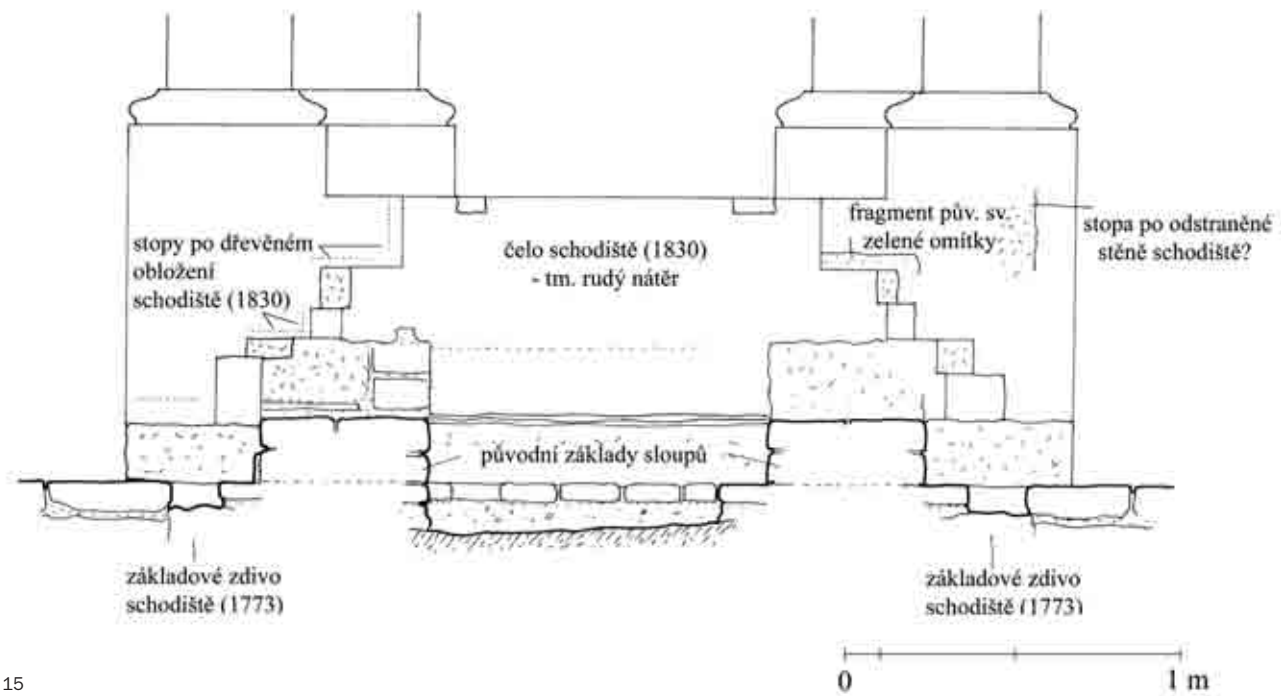 stopy po dřevěném
obložení
schodiště (1830)
čelo schodiště (1830)
- tm. rudý nátěr
fragment pův. sv.
zelené omítky
stopa po odstraněné
stěně schodiště?
původní základy sloupů
základové zdivo
schodiště (1773)
základové zdivo
schodiště (1773)
0 1 m
15